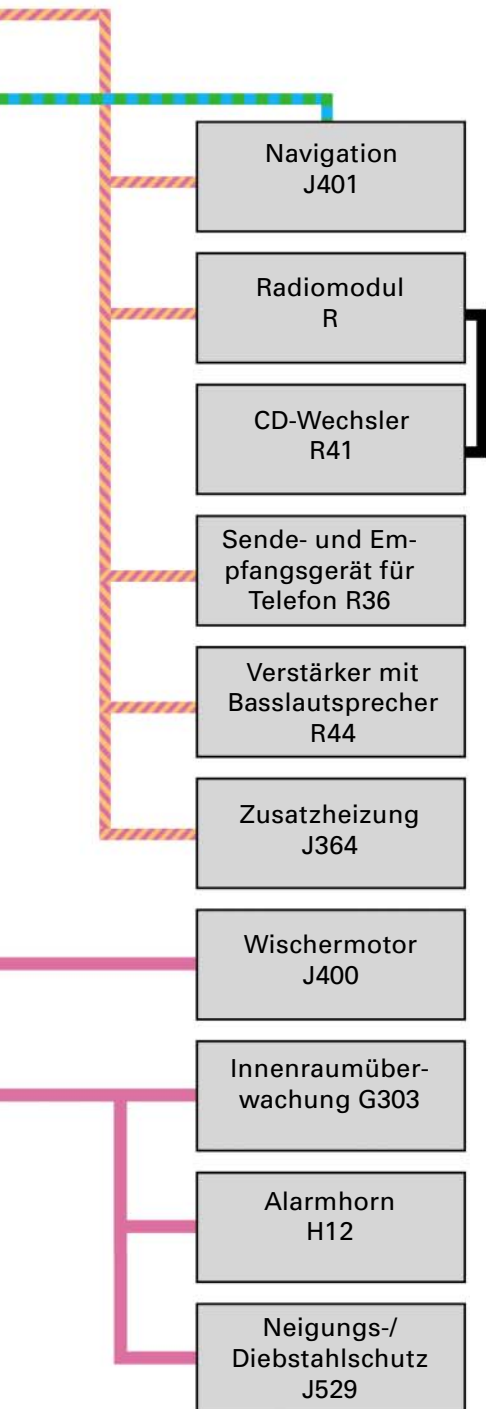 Navigation
J401
Radiomodul
R
CD-Wechsler
R41
Sende- und Em-
pfangsgerät für
Telefon R36
Verstärker mit
Basslautsprecher
R44
Zusatzheizung
J364
Wischermotor
J400
Innenraumüber-
wachung G303
Alarmhorn
H12
Neigungs-/
Diebstahlschutz
J529